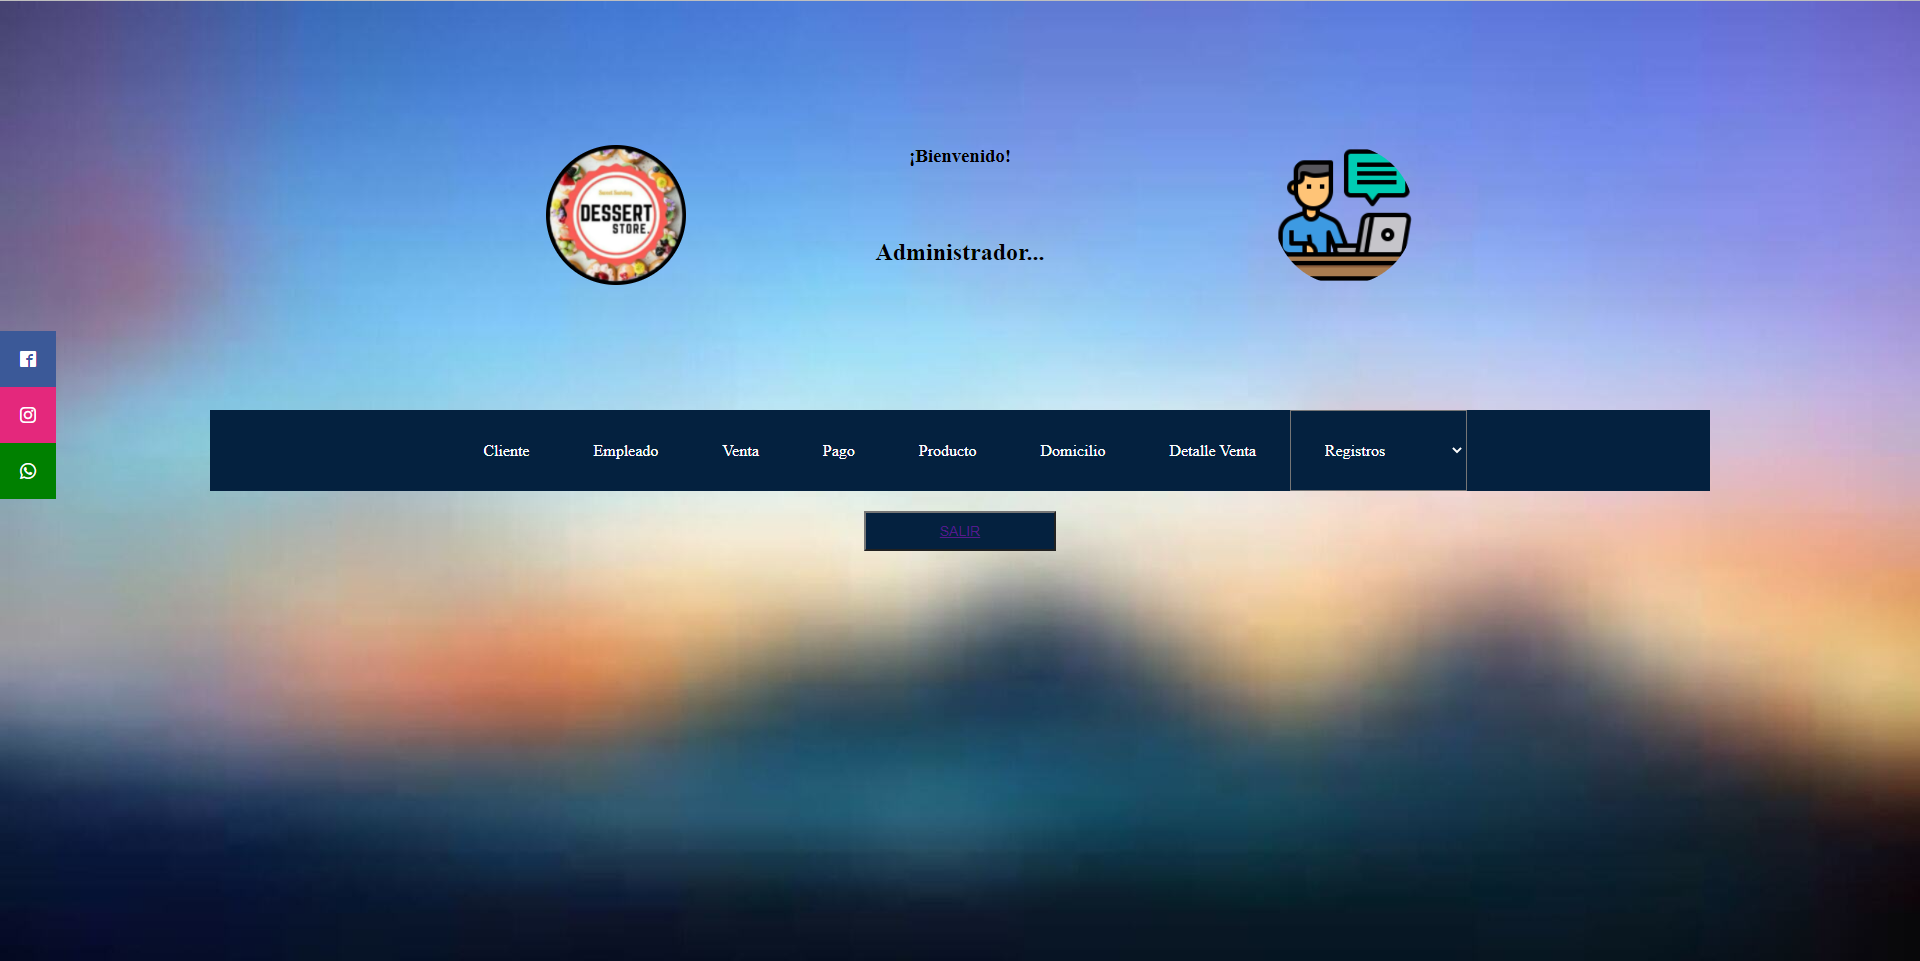 ¡Bienvenido!
DESSERT
STORE.
Administrador...
Cliente Empleado Venta Pago Producto Domicilio Detalle Venta Registros
SALIR